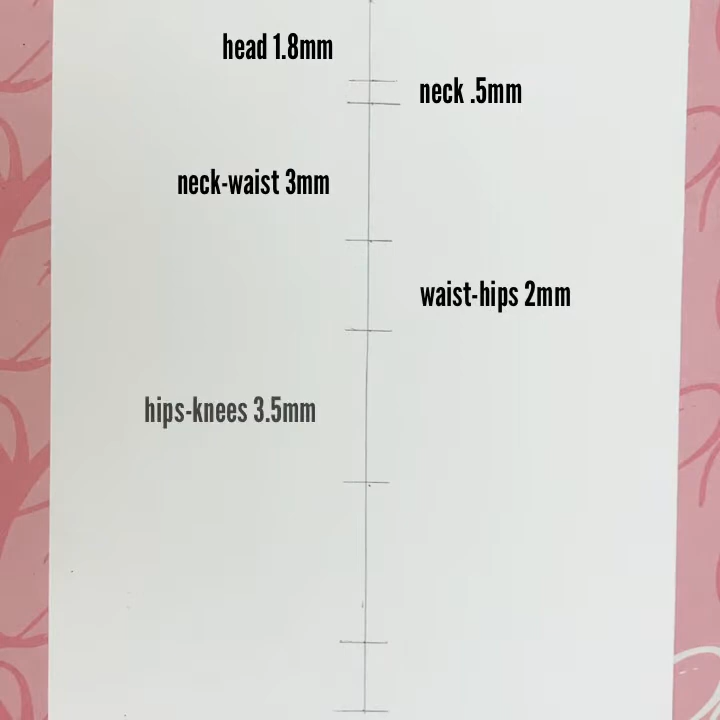 head 1.8mm
neck .5mm
neck-waist 3mm
waist-hips 2mm
hips-knees 3.5mm